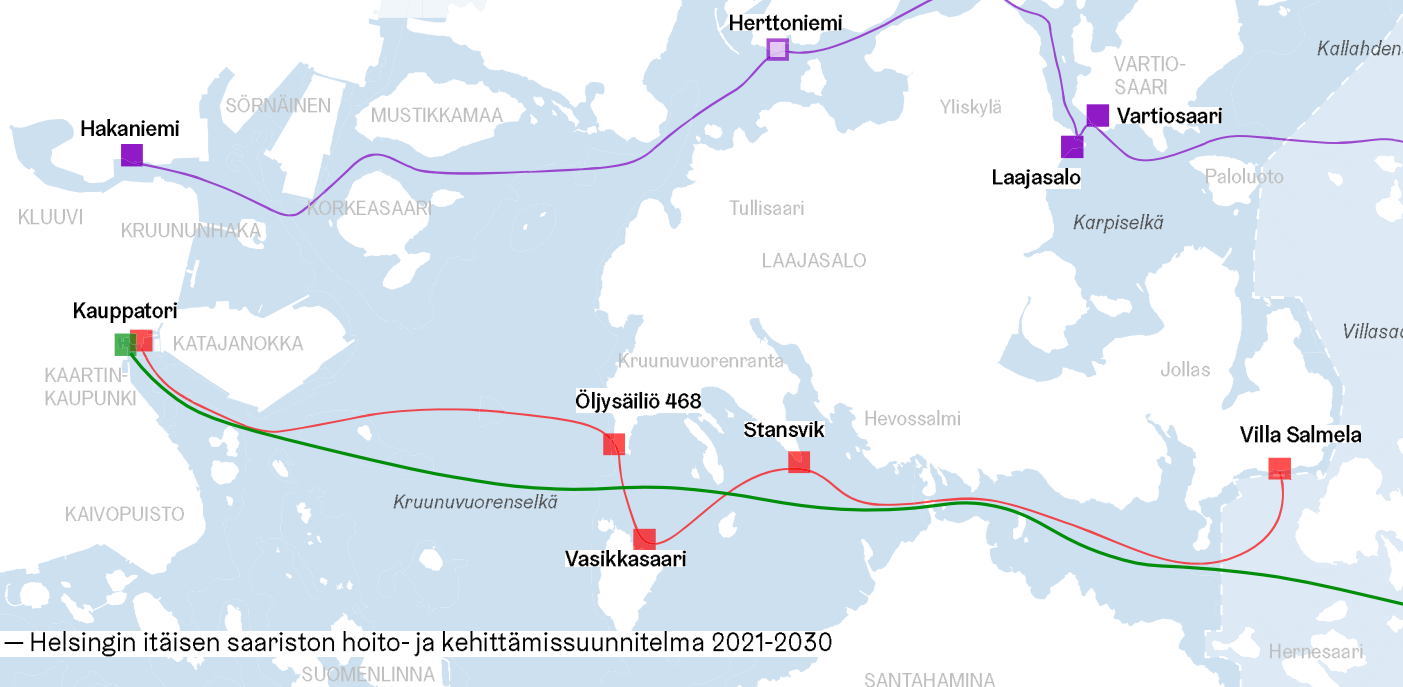 Herttoniemi
Kallahden
VARTIO-
SAARI
SÖRNÄINEN
MUSTIKKAMAA
Yliskylä
Vartiosaari
Hakaniemi
Laajasalo
Paloluoto
KLUUVI
KORKEASAARI
Tullisaari
Karpiselkä
KRUUNUNHAKA
LAAJASALO
Kauppatori
Villasaa
KATAJANOKKA
Kruunuvuorenranta
Jollas
KAARTIN-
KAUPUNKI
Öljysäiliö 468
Hevossalmi
Stansvik
Villa Salmela
Kruunuvuorenselkä
KAIVOPUISTO
Vasikkasaari
— Helsingin itäisen saariston hoito- ja kehittämissuunnitelma 2021-2030
Hernesaari
SUOMENLINNA
SANTAHAMINA